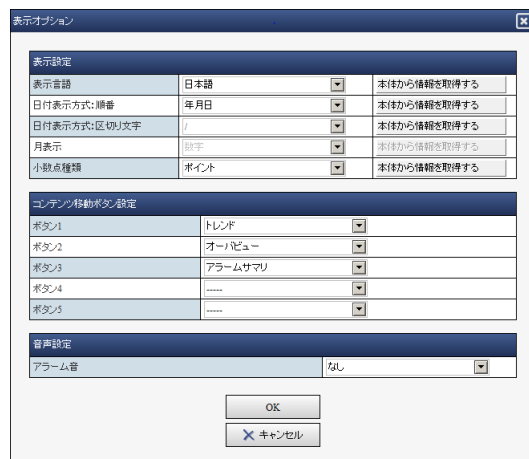 表示オプション
表示設定
表示言語 日本語 本体から情報を取得する
日付表示方式:順番 年月日 本体から情報を取得する
日付表示方式:区切り文字 / 本体から情報を取得する
月表示 数字 本体から情報を取得する
小数点種類 ポイント 本体から情報を取得する
コンテンツ移動ボタン設定
ボタン1 トレンド
ボタン2 オーバビュー
ボタン3 アラームサマリ
ボタン4 -----
ボタン5 -----
音声設定
アラーム音 なし
OK
キャンセル